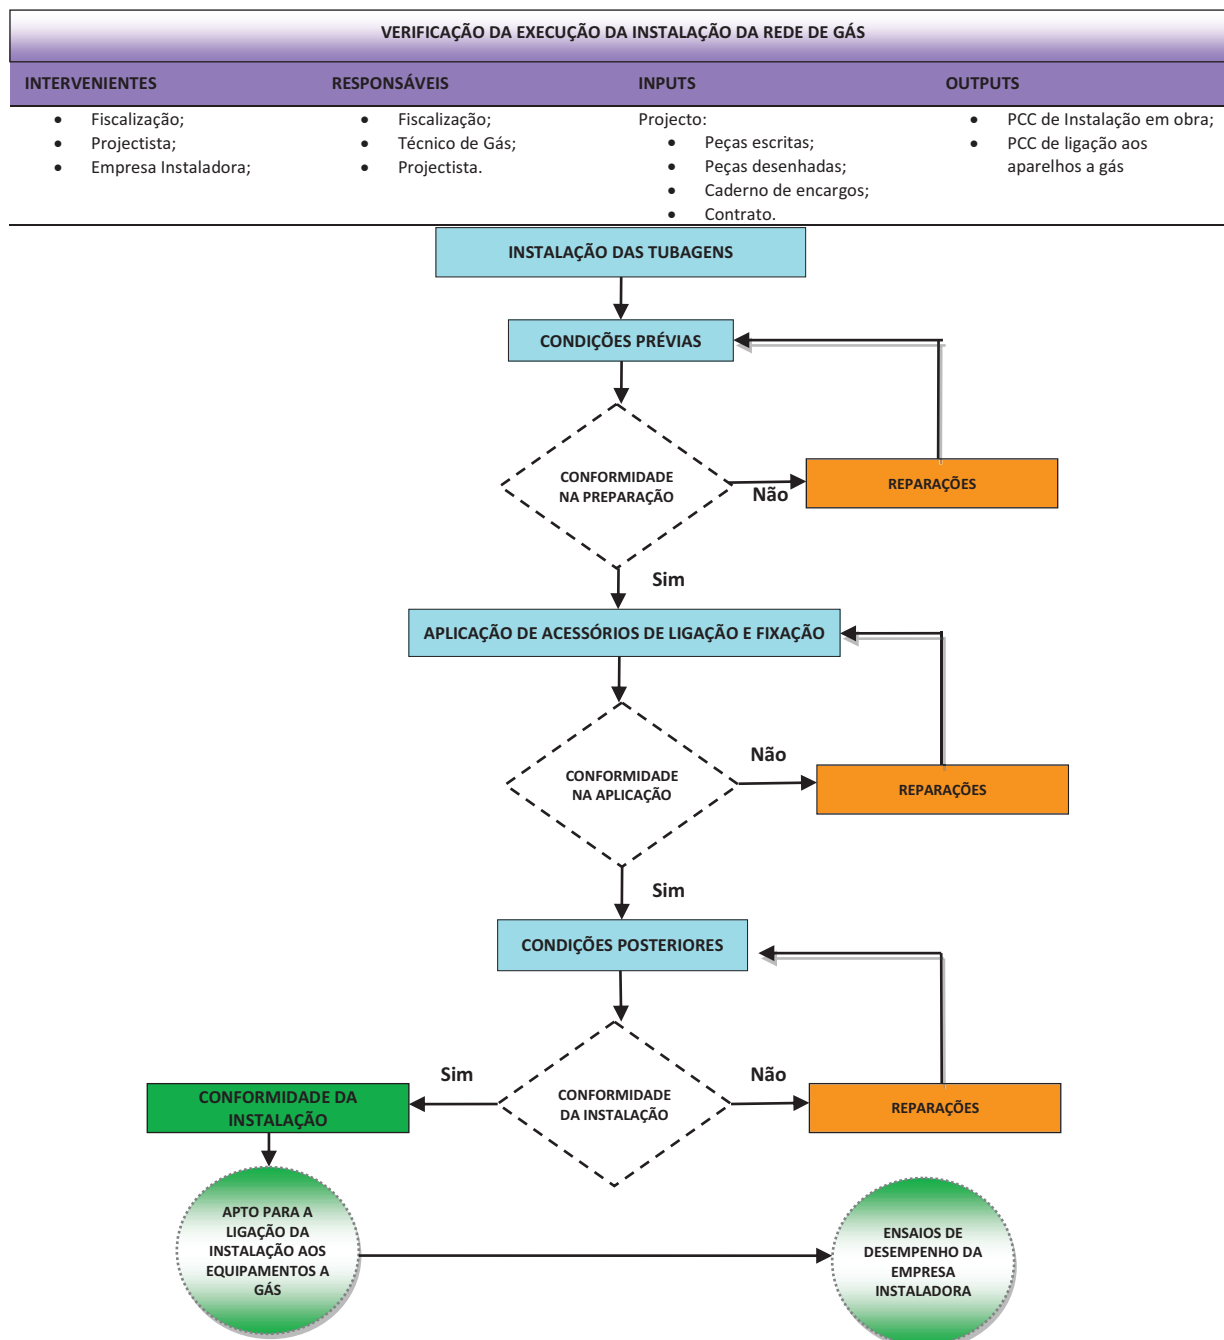 VERIFICAÇÃO DA EXECUÇÃO DA INSTALAÇÃO DA REDE DE GÁS
INTERVENIENTES RESPONSÁVEIS INPUTS OUTPUTS
• Fiscalização;
• Projectista;
• Empresa Instaladora;
• Fiscalização;
• Técnico de Gás;
• Projectista.
Projecto:
• Peças escritas;
• Peças desenhadas;
• Caderno de encargos;
• Contrato.
• PCC de Instalação em obra;
• PCC de ligação aos
aparelhos a gás
INSTALAÇÃO DAS TUBAGENS
CONDIÇÕES PRÉVIAS
CONFORMIDADE
NA PREPARAÇÃO
Não
REPARAÇÕES
Sim
APLICAÇÃO DE ACESSÓRIOS DE LIGAÇÃO E FIXAÇÃO
CONFORMIDADE
NA APLICAÇÃO
Não
REPARAÇÕES
Sim
CONDIÇÕES POSTERIORES
CONFORMIDADE
DA INSTALAÇÃO
Sim
Não
REPARAÇÕES
CONFORMIDADE DA
INSTALAÇÃO
APTO PARA A
LIGAÇÃO DA
INSTALAÇÃO AOS
EQUIPAMENTOS A
GÁS
ENSAIOS DE
DESEMPENHO DA
EMPRESA
INSTALADORA